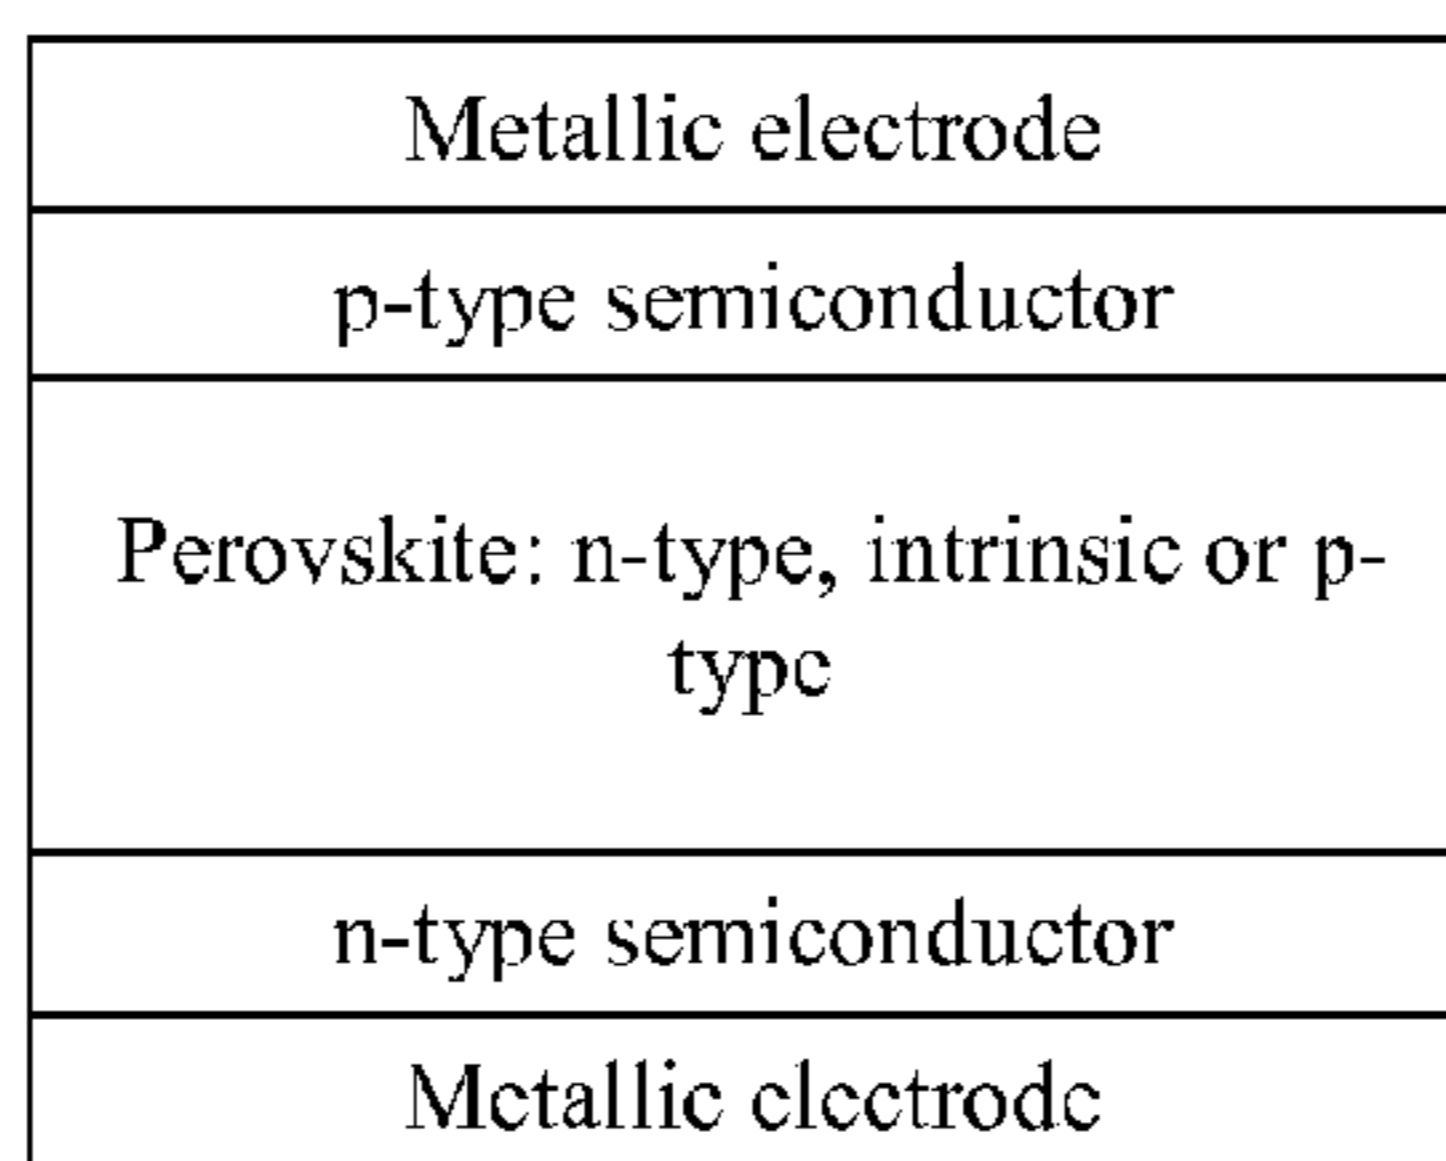 Metallic electrode
p-type semiconductor
Perovskite: n-type, intrinsic or p-
type
n-type semiconductor
Metallic electrode